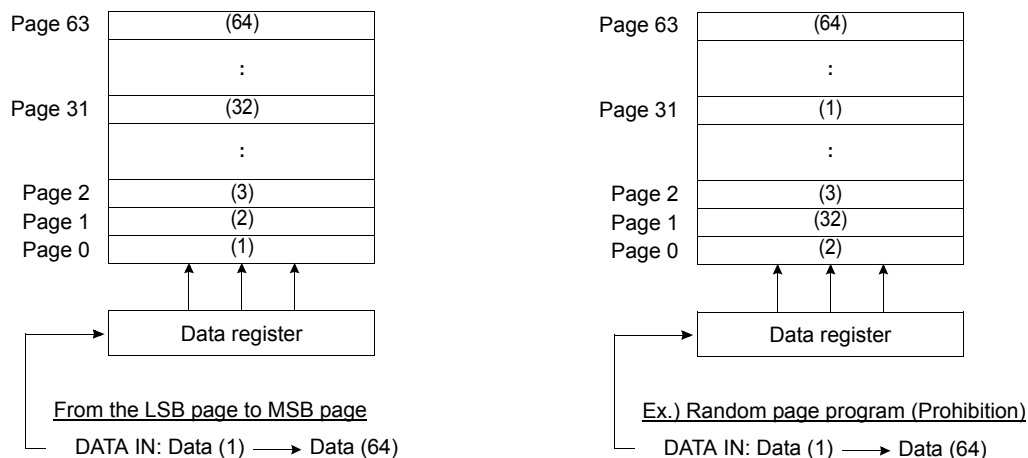 Page 63 (64)
:
Page 31 (32)
:
Page 2 (3)
Page 1 (2)
Page 0 (1)
Data register
From the LSB page to MSB page
DATA IN: Data (1) Data (64)
Page 63 (64)
:
Page 31 (1)
:
Page 2 (3)
Page 1 (32)
Page 0 (2)
Data register
Ex.) Random page program (Prohibition)
DATA IN: Data (1) Data (64)